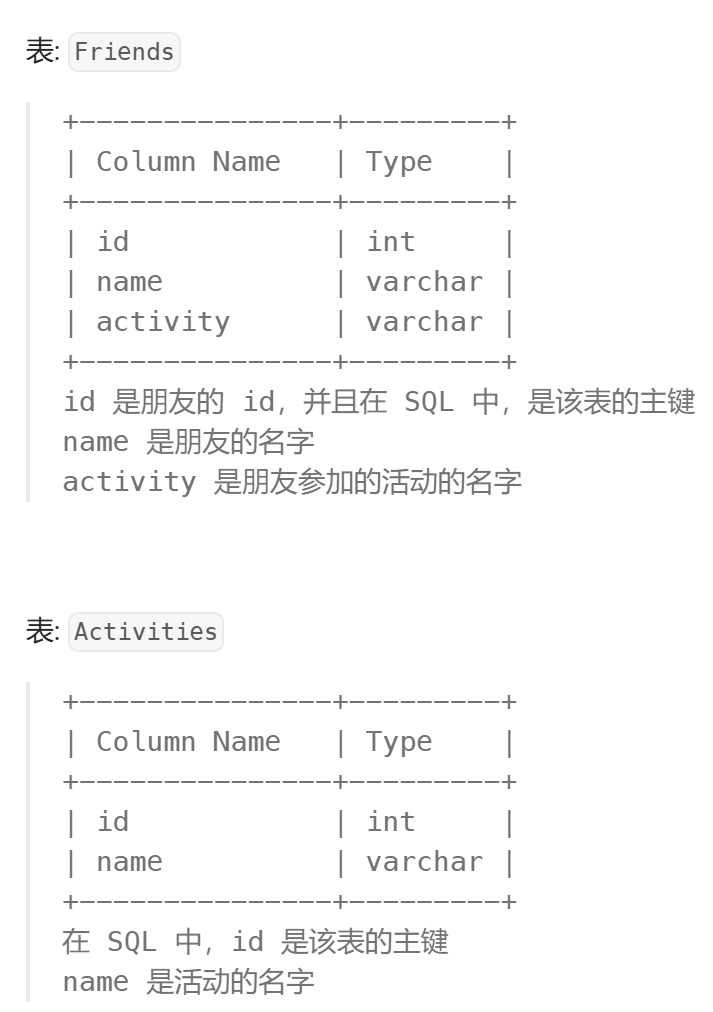 表: Friends
+---------------+---------+
| Column Name   | Type    |
+---------------+---------+
| id            | int     |
| name          | varchar |
| activity      | varchar |
+---------------+---------+
id 是朋友的 id，并且在 SQL 中，是该表的主键
name 是朋友的名字
activity 是朋友参加的活动的名字
表: Activities
+---------------+---------+
| Column Name   | Type    |
+---------------+---------+
| id            | int     |
| name          | varchar |
+---------------+---------+
在 SQL 中，id 是该表的主键
name 是活动的名字